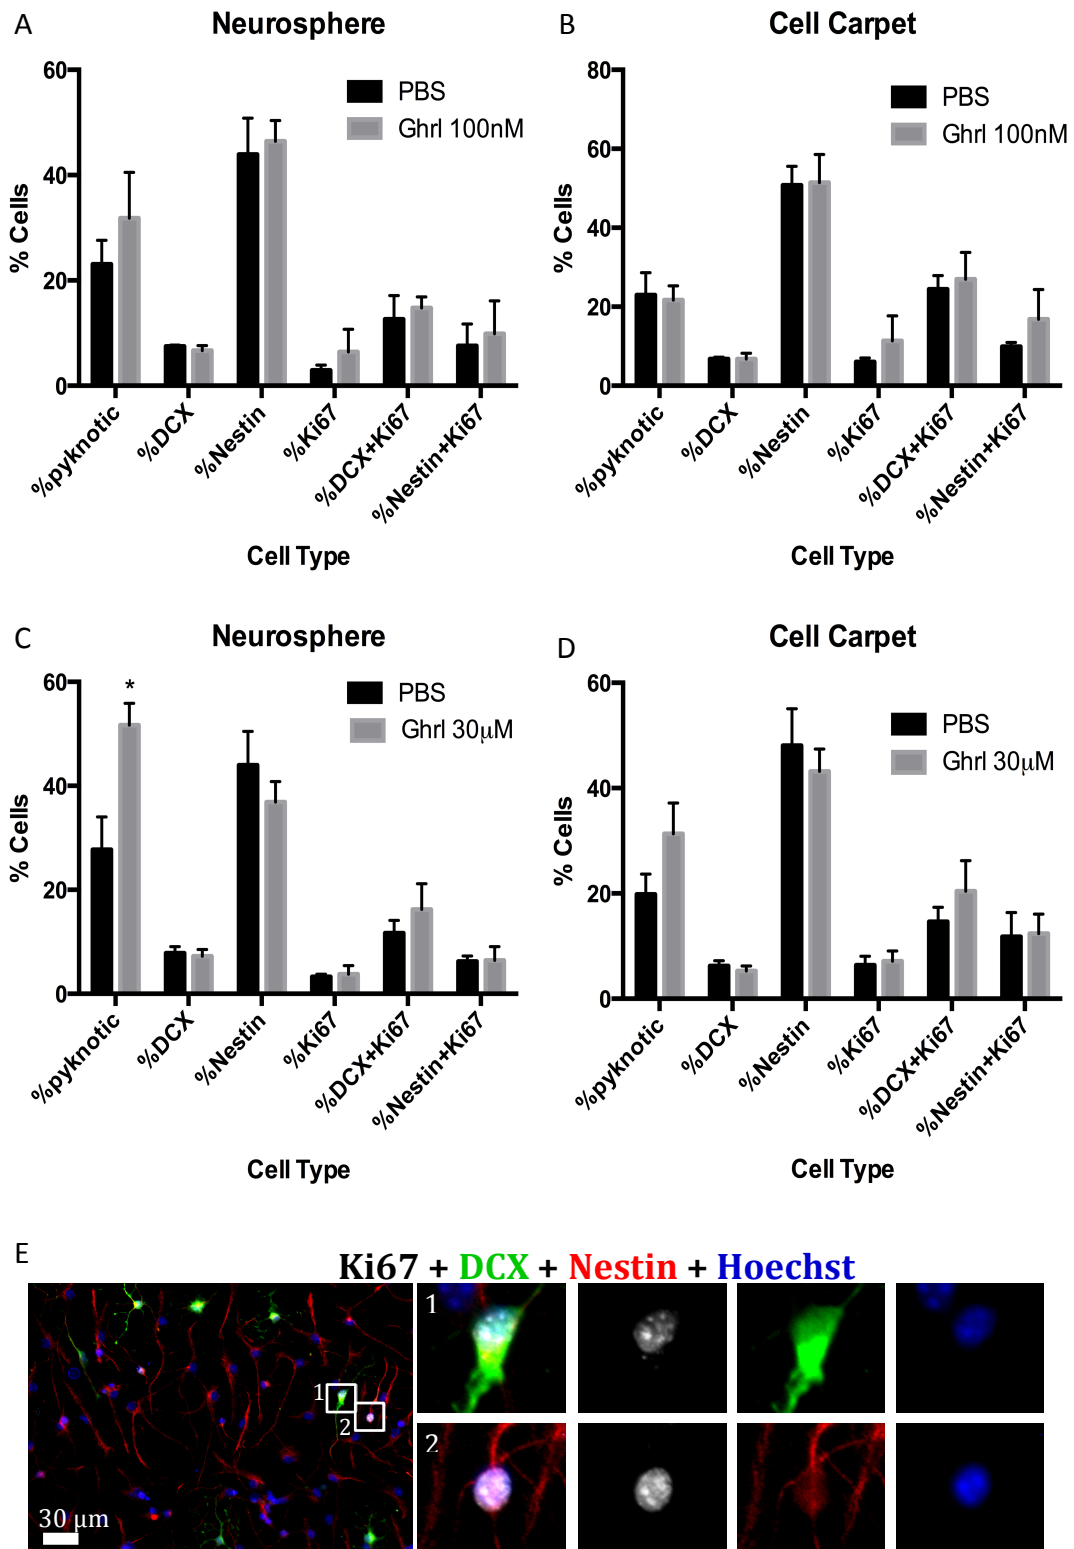 A
Neurosphere
60
40
20
0
% Cells
PBS
Ghrl 100nM
%pyknotic
%DCX
%Nestin
%Ki67
%DCX+Ki67
%Nestin+Ki67
Cell Type
B
Cell Carpet
80
60
40
20
0
% Cells
PBS
Ghrl 100nM
%pyknotic
%DCX
%Nestin
%Ki67
%DCX+Ki67
%Nestin+Ki67
Cell Type
C
Neurosphere
60
40
20
0
% Cells
*
PBS
Ghrl 30μM
%pyknotic
%DCX
%Nestin
%Ki67
%DCX+Ki67
%Nestin+Ki67
Cell Type
D
Cell Carpet
60
40
20
0
% Cells
PBS
Ghrl 30μM
%pyknotic
%DCX
%Nestin
%Ki67
%DCX+Ki67
%Nestin+Ki67
Cell Type
E
Ki67 + DCX + Nestin + Hoechst
1
2
30 μm
1
2